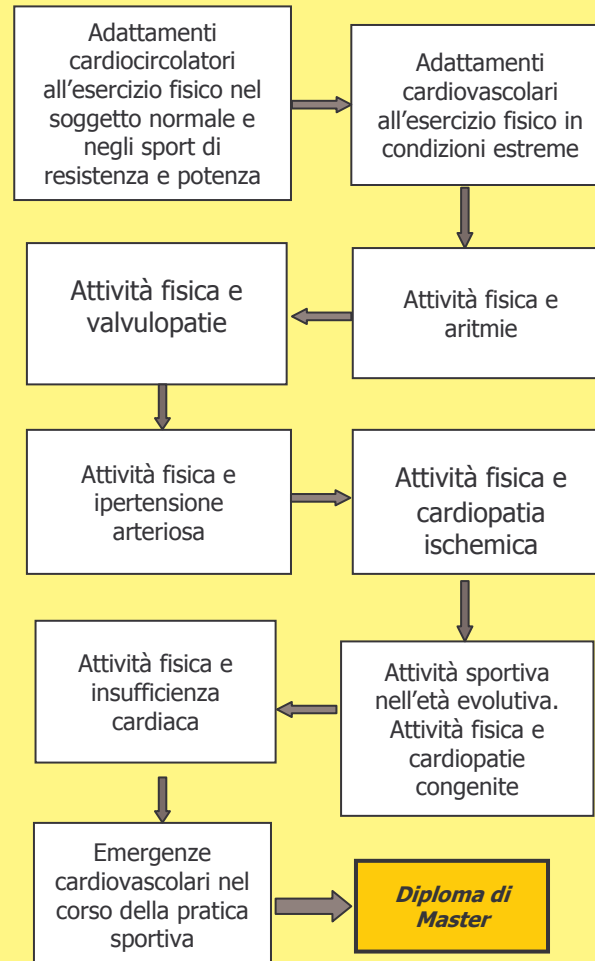 Adattamenti
cardiocircolatori
all'esercizio fisico nel
soggetto normale e
negli sport di
resistenza e potenza
Adattamenti
cardiovascolari
all'esercizio fisico in
condizioni estreme
Attività fisica e
aritmie
Attività fisica e
valvulopatie
Attività fisica e
ipertensione
arteriosa
Attività fisica e
cardiopatia
ischemica
Attività sportiva
nell'età evolutiva.
Attività fisica e
cardiopatie
congenite
Attività fisica e
insufficienza
cardiaca
Emergenze
cardiovascolari nel
corso della pratica
sportiva
Diploma di
Master